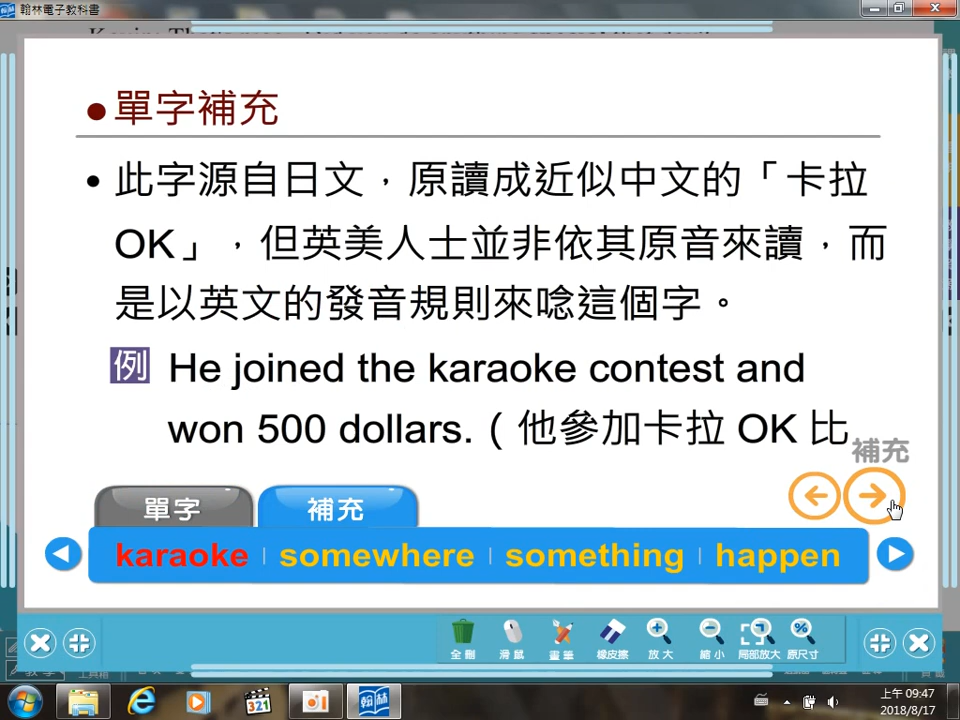 翰林電子教科書
單字補充
• 此字源自日文，原讀成近似中文的「卡拉
OK」，但英美人士並非依其原音來讀，而
是以英文的發音規則來唸這個字。
例 He joined the karaoke contest and
won 500 dollars.（他參加卡拉 OK 比
補充
單字 補充
karaoke | somewhere | something | happen
全刪 滑鼠 畫筆 橡皮擦 放大 縮小 局部放大 原尺寸
321
翰林
上午 09:47
2018/8/17